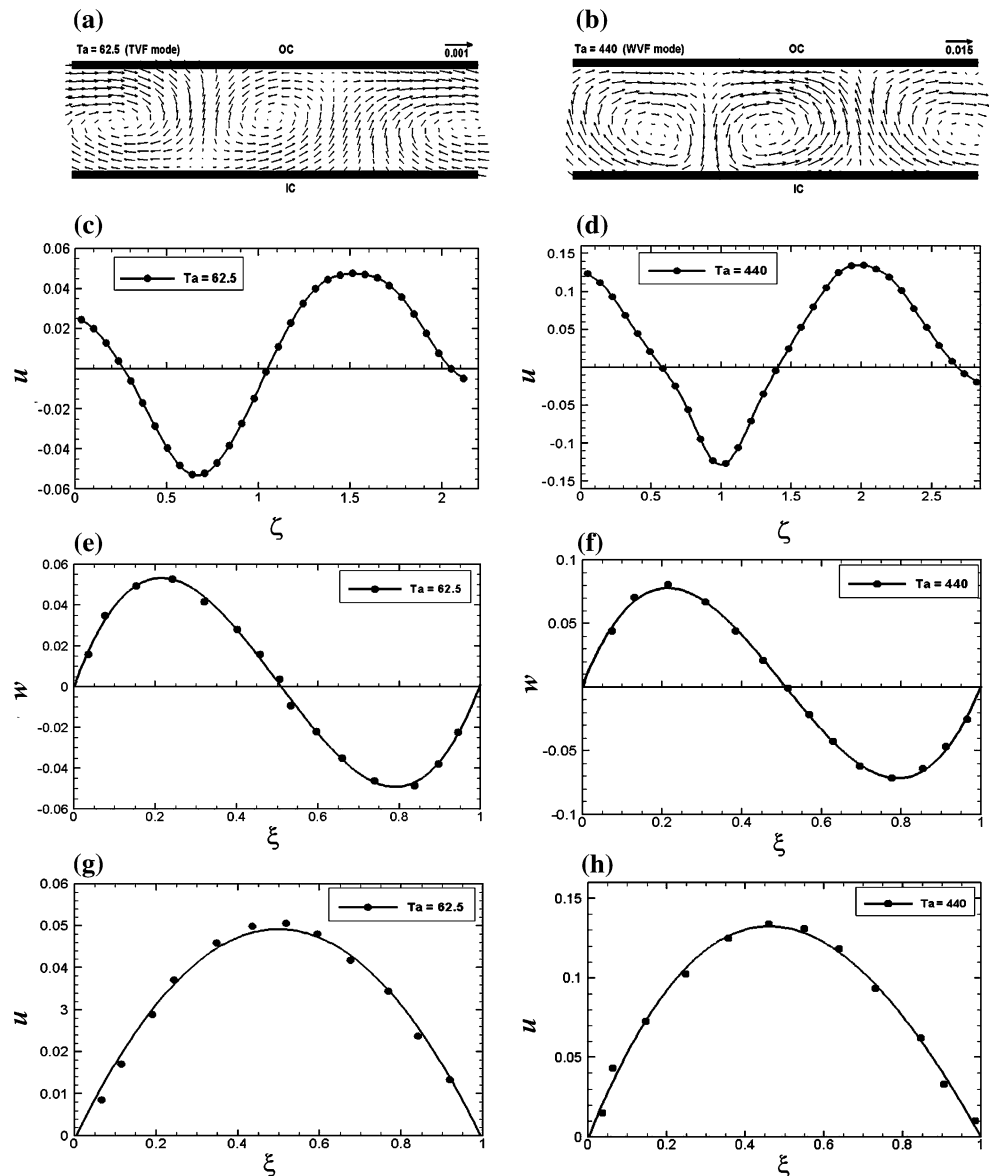 (a)
Ta = 62.5 (TVF mode) OC 0.001
IC
(b)
Ta = 440 (WVF mode) OC 0.015
IC
(c)
0.06
0.04
0.02
0
-0.02
-0.04
-0.06
u
Ta = 62.5
0 0.5 1 1.5 2
ζ
(d)
0.15
0.10
0.05
0
-0.05
-0.10
-0.15
u
Ta = 440
0 0.5 1 1.5 2 2.5
ζ
(e)
0.06
0.04
0.02
0
-0.02
-0.04
-0.06
w
Ta = 62.5
0 0.2 0.4 0.6 0.8 1
ξ
(f)
0.1
0.05
0
-0.05
-0.1
w
Ta = 440
0 0.2 0.4 0.6 0.8 1
ξ
(g)
0.06
0.05
0.04
3
0.02
0.01
0
u
Ta = 62.5
0 0.2 0.4 0.6 0.8 1
ξ
(h)
0.15
0.1
0.05
0
u
Ta = 440
0 0.2 0.4 0.6 0.8 1
ξ